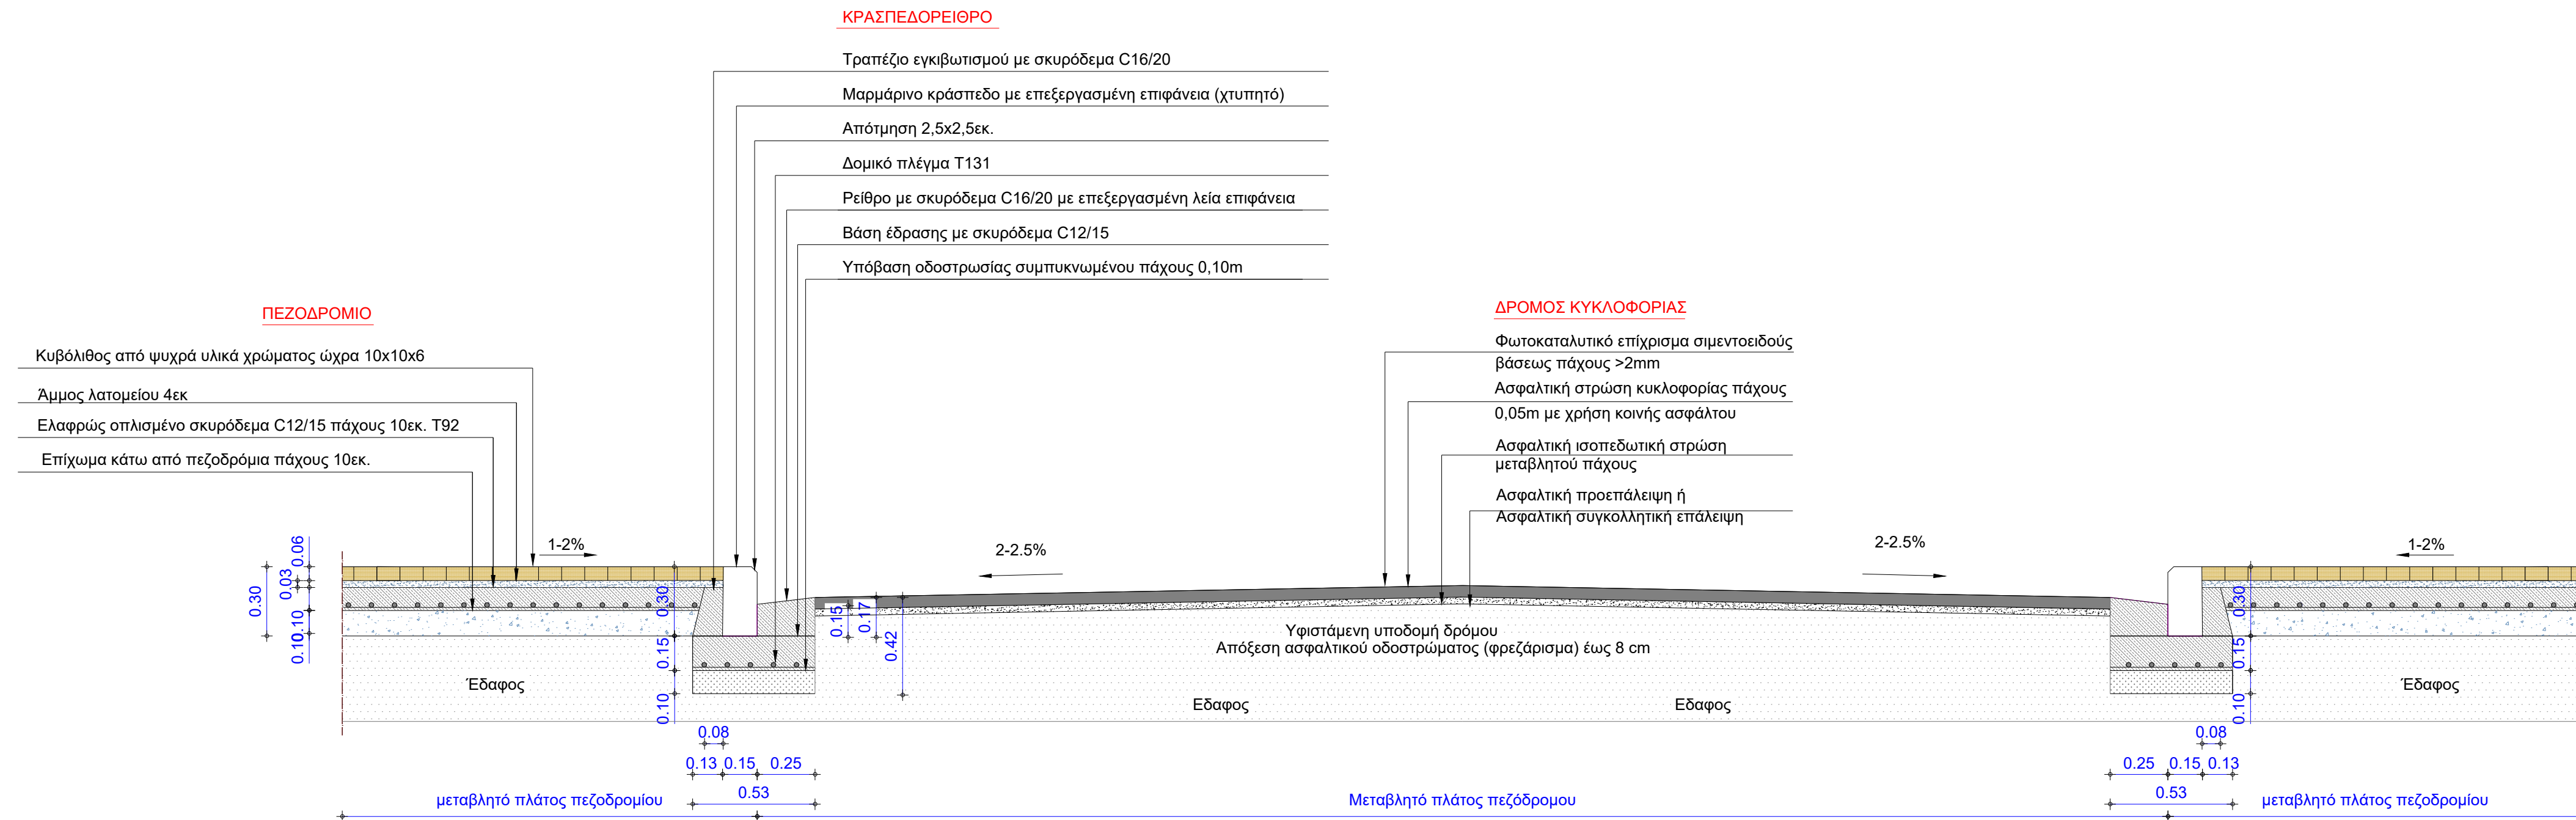 ΚΡΑΣΠΕΔΟΡΕΙΘΡΟ
Τραπέζιο εγκιβωτισμού με σκυρόδεμα C16/20
Μαρμάρινο κράσπεδο με επεξεργασμένη επιφάνεια (χτυπητό)
Απότμηση 2,5x2,5εκ.
Δομικό πλέγμα Τ131
Ρείθρο με σκυρόδεμα C16/20 με επεξεργασμένη λεία επιφάνεια
Βάση έδρασης με σκυρόδεμα C12/15
Υπόβαση οδοστρωσίας συμπυκνωμένου πάχους 0,10m
ΠΕΖΟΔΡΟΜΙΟ
Κυβόλιθος από ψυχρά υλικά χρώματος ώχρα 10x10x6
Άμμος λατομείου 4εκ
Ελαφρώς οπλισμένο σκυρόδεμα C12/15 πάχους 10εκ. Τ92
Επίχωμα κάτω από πεζοδρόμια πάχους 10εκ.
ΔΡΟΜΟΣ ΚΥΚΛΟΦΟΡΙΑΣ
Φωτοκαταλυτικό επίχρισμα σιμεντοειδούς
βάσεως πάχους >2mm
Ασφαλτική στρώση κυκλοφορίας πάχους
0,05m με χρήση κοινής ασφάλτου
Ασφαλτική ισοπεδωτική στρώση
μεταβλητού πάχους
Ασφαλτική προεπάλειψη ή
Ασφαλτική συγκολλητική επάλειψη
1-2%
2-2.5%
2-2.5%
1-2%
0.30
0.03
0.06
0.10
0.10
0.30
0.15
0.10
0.15
0.17
0.42
0.30
0.15
0.10
Υφιστάμενη υποδομή δρόμου
Απόξεση ασφαλτικού οδοστρώματος (φρεζάρισμα) έως 8 cm
Έδαφος
Εδαφος
Εδαφος
Έδαφος
0.08
0.13 0.15 0.25
0.53
0.08
0.25 0.15 0.13
0.53
μεταβλητό πλάτος πεζοδρομίου
Μεταβλητό πλάτος πεζόδρομου
μεταβλητό πλάτος πεζοδρομίου